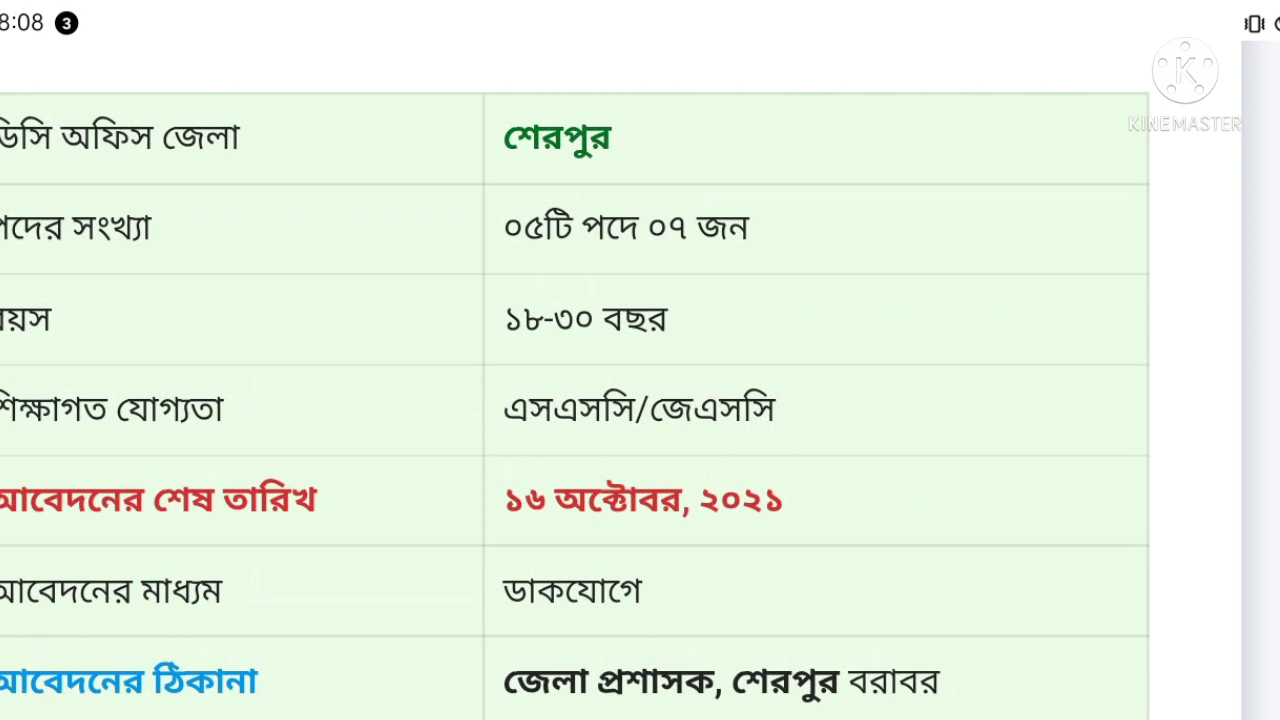 8:08 3
KINEMASTER
ডিসি অফিস জেলা শেরপুর
পদের সংখ্যা ০৫টি পদে ০৭ জন
বয়স ১৮-৩০ বছর
শিক্ষাগত যোগ্যতা এসএসসি/জেএসসি
আবেদনের শেষ তারিখ ১৬ অক্টোবর, ২০২১
আবেদনের মাধ্যম ডাকযোগে
আবেদনের ঠিকানা জেলা প্রশাসক, শেরপুর বরাবর